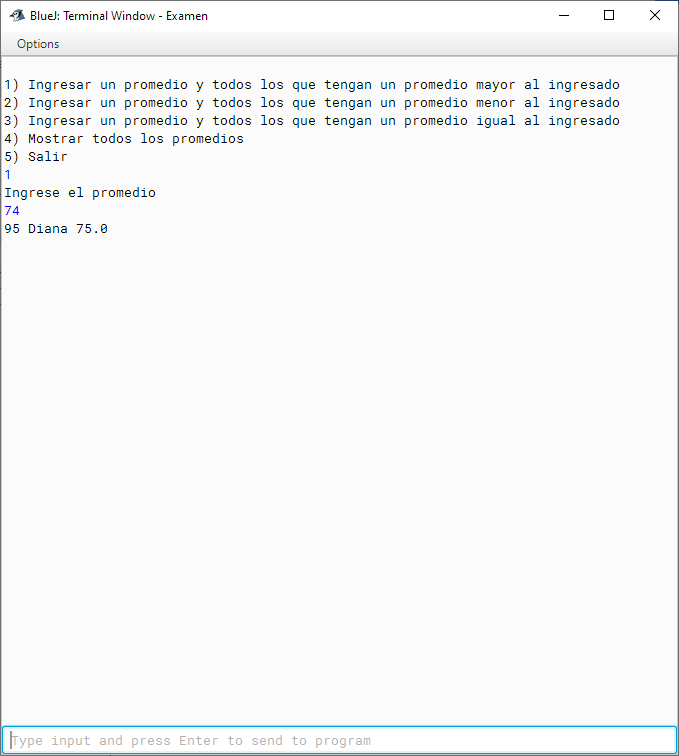 BlueJ: Terminal Window - Examen
Options
1) Ingresar un promedio y todos los que tengan un promedio mayor al ingresado
2) Ingresar un promedio y todos los que tengan un promedio menor al ingresado
3) Ingresar un promedio y todos los que tengan un promedio igual al ingresado
4) Mostrar todos los promedios
5) Salir
1
Ingrese el promedio
74
95 Diana 75.0
Type input and press Enter to send to program